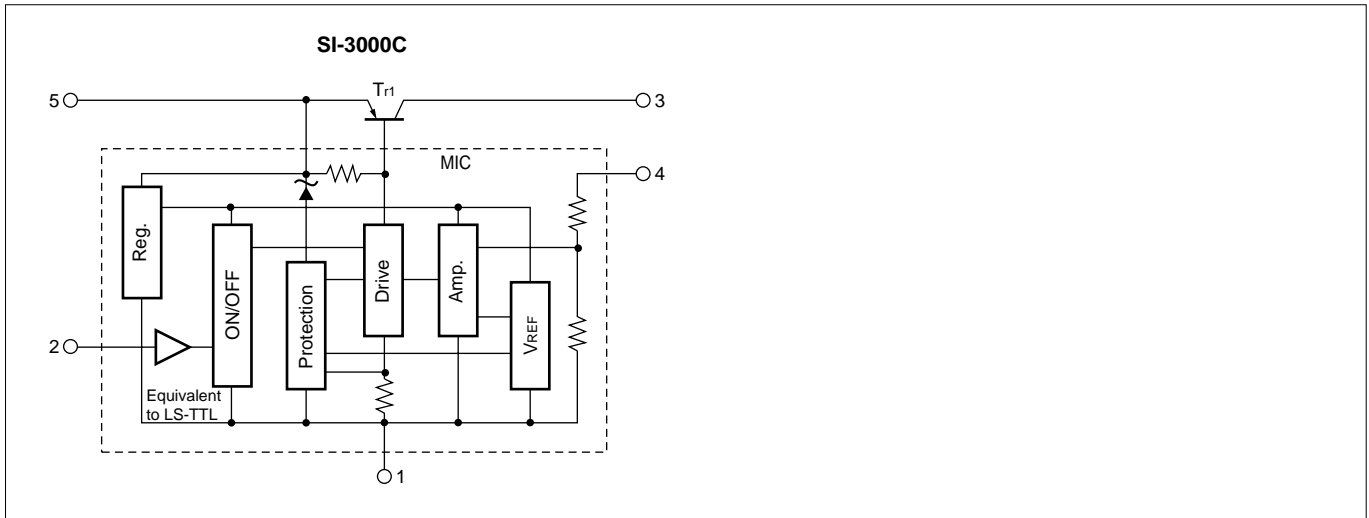 SI-3000C
5
Tr1
3
MIC
4
Reg.
ON/OFF
Protection
Drive
Amp.
VREF
2
Equivalent
to LS-TTL
1